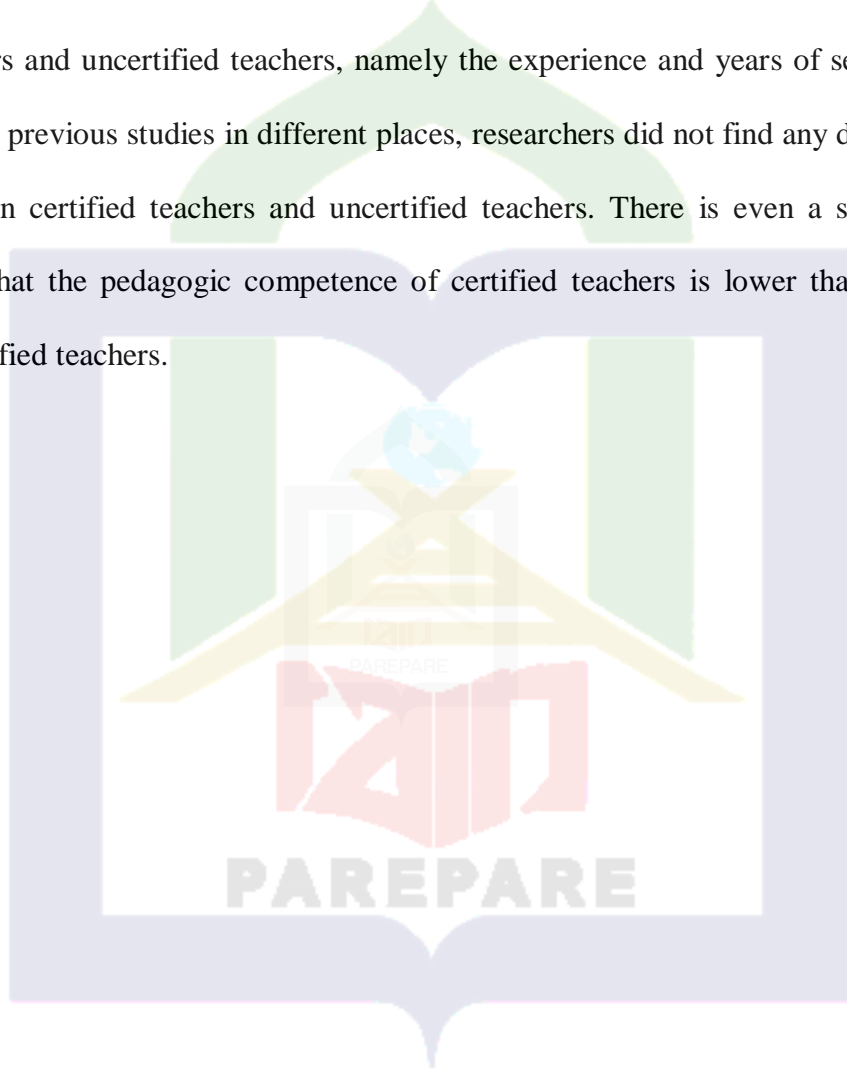 rs and uncertified teachers, namely the experience and years of se
previous studies in different places, researchers did not find any d
n certified teachers and uncertified teachers. There is even a s
hat the pedagogic competence of certified teachers is lower tha
fied teachers.
PAREPARE
PAREPARE